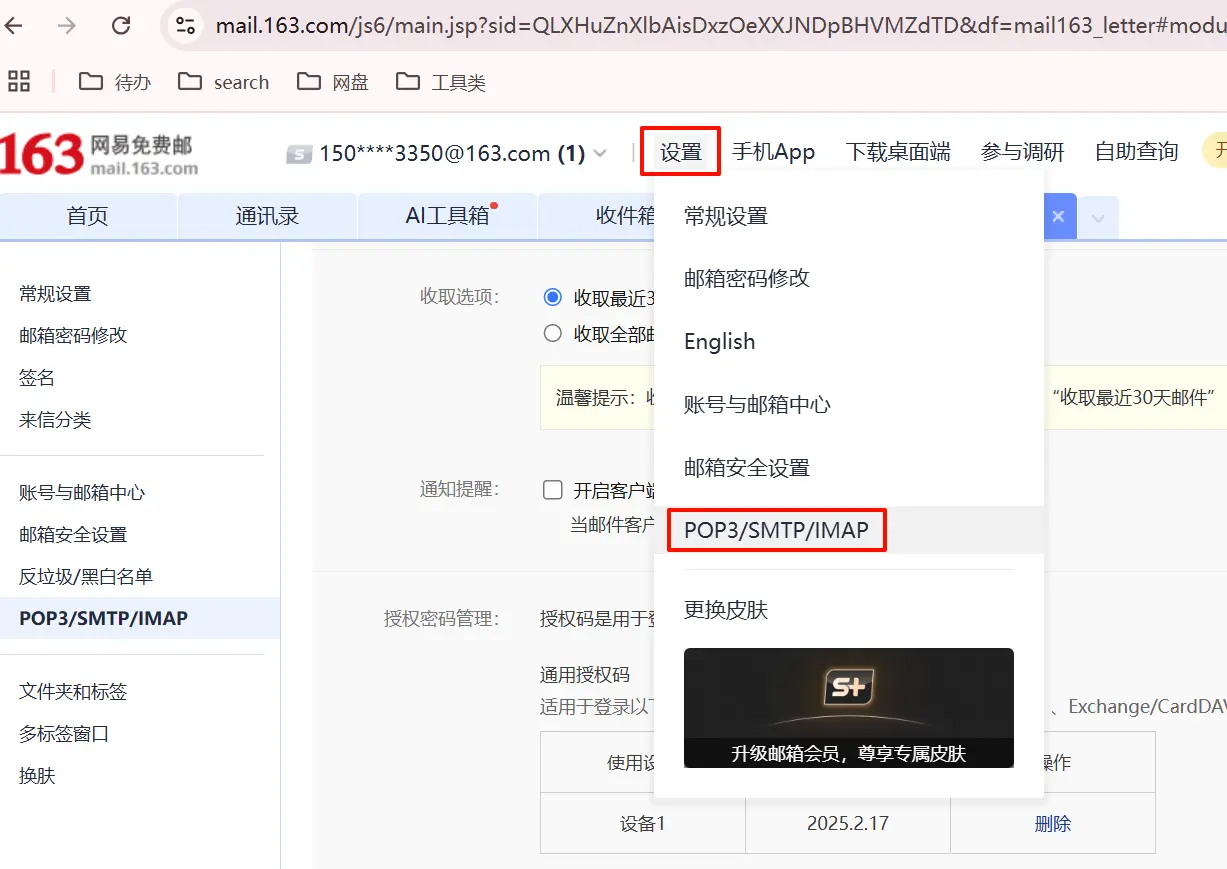 mail.163.com/js6/main.jsp?sid=QLXHuZnXlbAisDxzOeXXJNDpBHVMZdTD&df=mail163_letter#modu
待办 search 网盘 工具类
163 网易免费邮 mail.163.com
150****3350@163.com (1)
设置 手机App 下载桌面端 参与调研 自助查询 开
首页 通讯录 AI工具箱 收件箱
常规设置
邮箱密码修改
签名
来信分类
账号与邮箱中心
邮箱安全设置
反垃圾/黑白名单
POP3/SMTP/IMAP
文件夹和标签
多标签窗口
换肤
常规设置
邮箱密码修改
English
账号与邮箱中心
邮箱安全设置
POP3/SMTP/IMAP
更换皮肤
S+
升级邮箱会员，尊享专属皮肤
收取选项：
收取最近3
收取全部邮
温馨提示：
“收取最近30天邮件”
通知提醒：
开启客户端
当邮件客户
授权密码管理：
授权码是用于登
通用授权码
适用于登录以下
、Exchange/CardDAV
使用设
操作
设备1 2025.2.17 删除